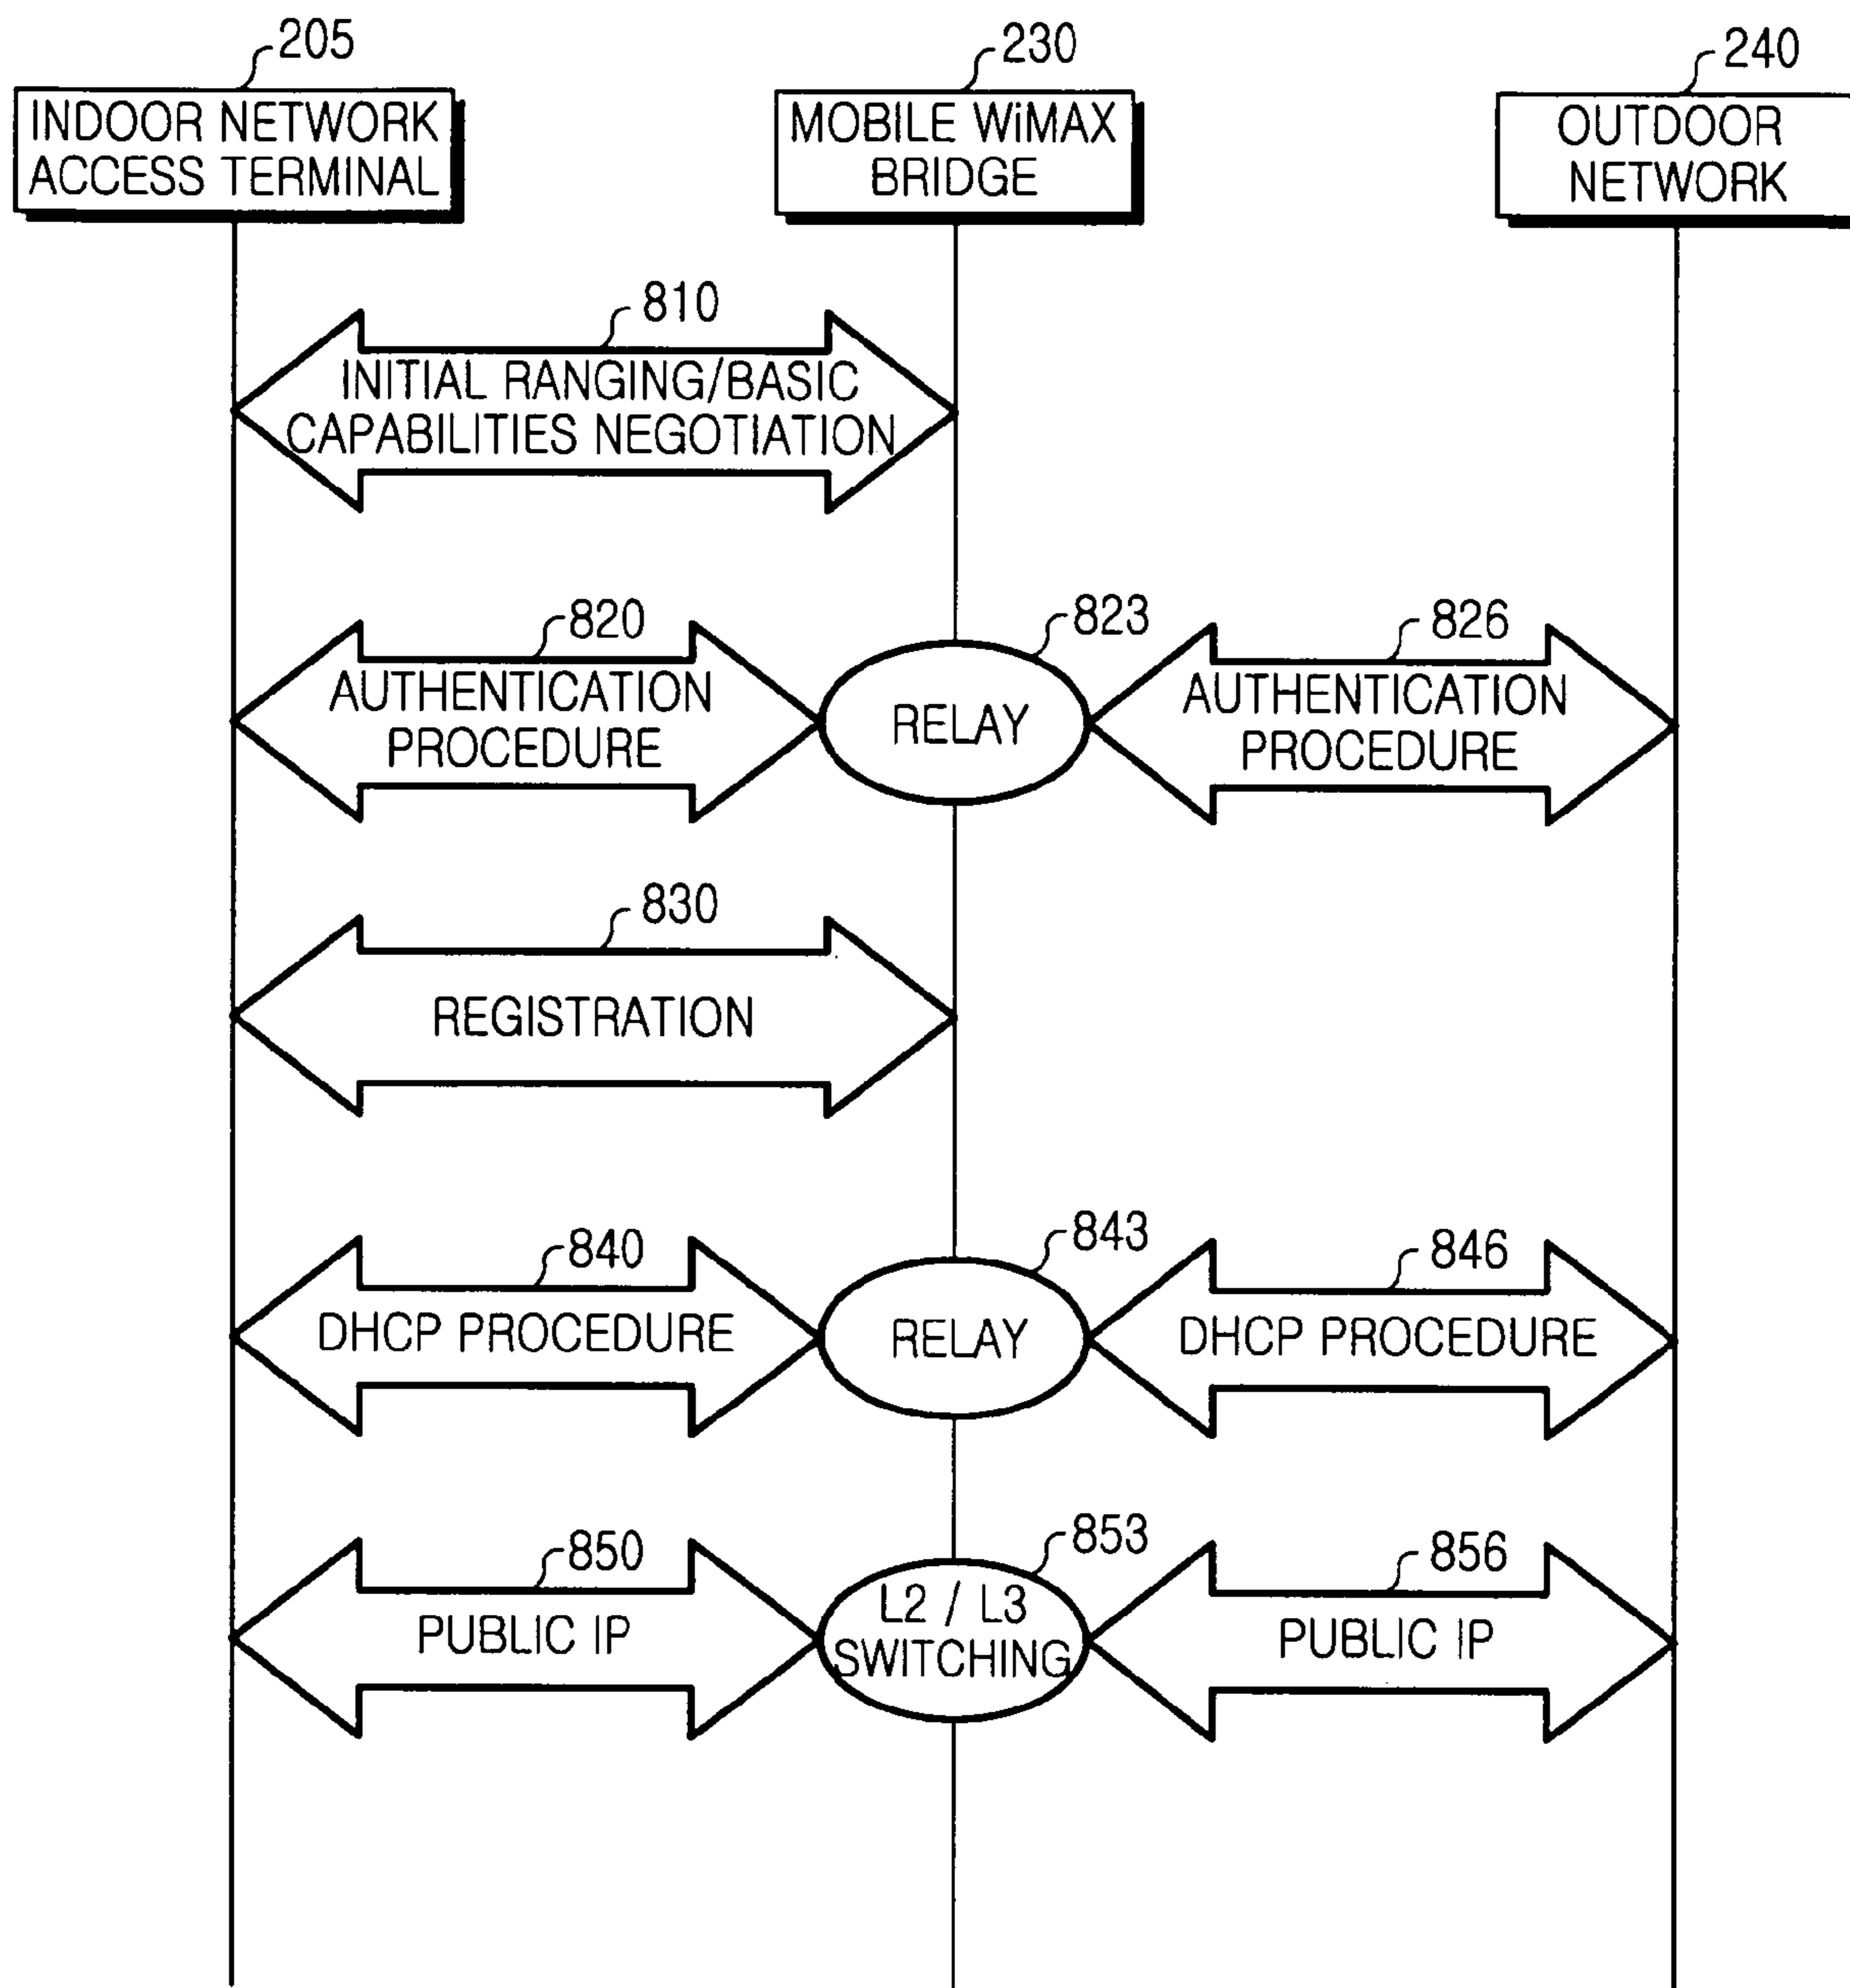 205
230
240
INDOOR NETWORK
ACCESS TERMINAL
MOBILE WiMAX
BRIDGE
OUTDOOR
NETWORK
810
INITIAL RANGING/BASIC
CAPABILITIES NEGOTIATION
820
823
826
AUTHENTICATION
PROCEDURE
RELAY
AUTHENTICATION
PROCEDURE
830
REGISTRATION
840
843
846
DHCP PROCEDURE
RELAY
DHCP PROCEDURE
850
853
856
PUBLIC IP
L2 / L3
SWITCHING
PUBLIC IP